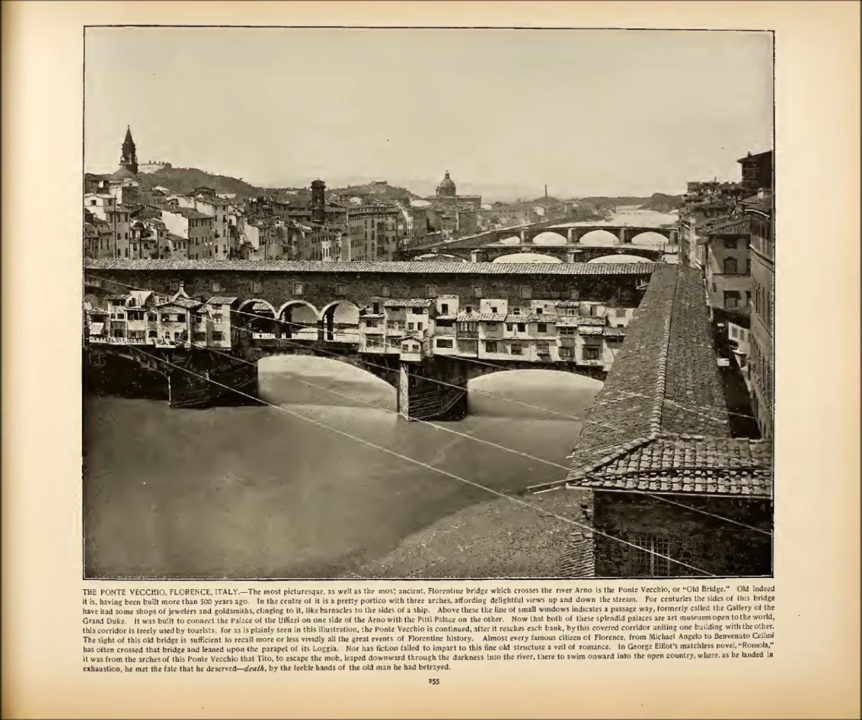 THE PONTE VECCHIO, FLORENCE, ITALY.—The most picturesque, as well as the most ancient, Florentine bridge which crosses the river Arno is the Ponte Vecchio, or "Old Bridge." Old indeed
it is, having been built more than 500 years ago. In the centre of it is a pretty portico with three arches, affording delightful views up and down the stream. For centuries the sides of this bridge
have had some shops of jewelers and goldsmiths, clinging to it, like barnacles to the sides of a ship. Above these the line of small windows indicates a passage way, formerly called the Gallery of the
Grand Duke. It was built to connect the Palace of the Uffizi on one side of the Arno with the Pitti Palace on the other. Now that both of these splendid palaces are art museums open to the world,
this corridor is freely used by tourists, for as is plainly seen in this illustration, the Ponte Vecchio is continued, after it reaches each bank, by this covered corridor uniting one building with the other.
The sight of this old bridge is sufficient to recall more or less vividly all the great events of Florentine history. Almost every famous citizen of Florence, from Michael Angelo to Benvenuto Cellini
has often crossed that bridge and leaned upon the parapet of its Loggia. Nor has fiction failed to impart to this fine old structure a veil of romance. In George Elliot's matchless novel, "Romola,"
it was from the arches of this Ponte Vecchio that Tito, to escape the mob, leaped downward through the darkness into the river, there to swim onward into the open country, where, as he landed in
exhaustion, he met the fate that he deserved—death, by the feeble hands of the old man he had betrayed.
255